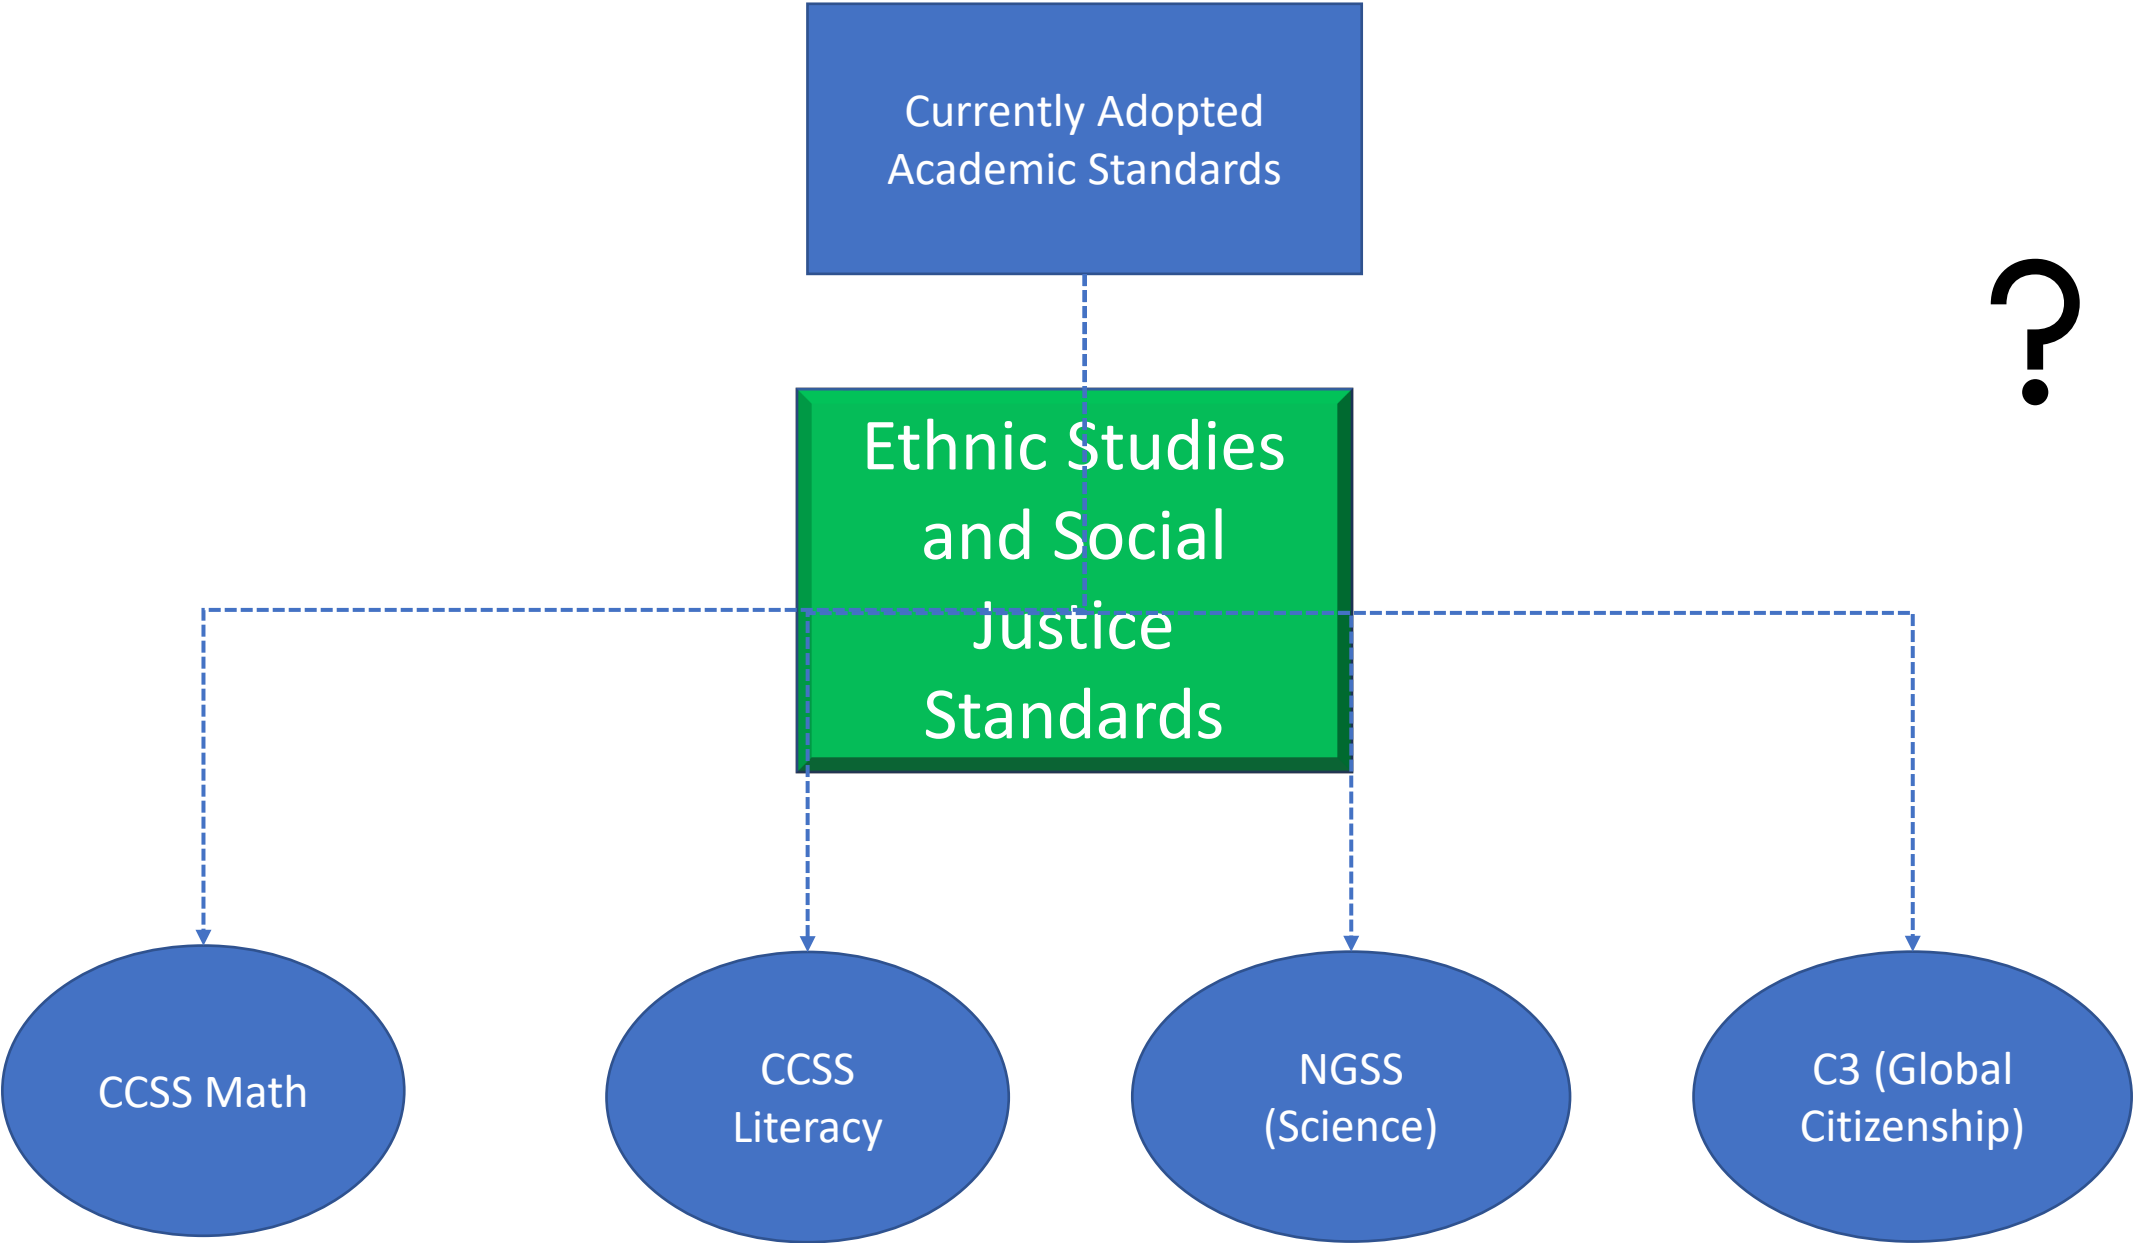 Currently Adopted
Academic Standards
?
Ethnic Studies
and Social
Justice
Standards
CCSS Math
CCSS
Literacy
NGSS
(Science)
C3 (Global
Citizenship)